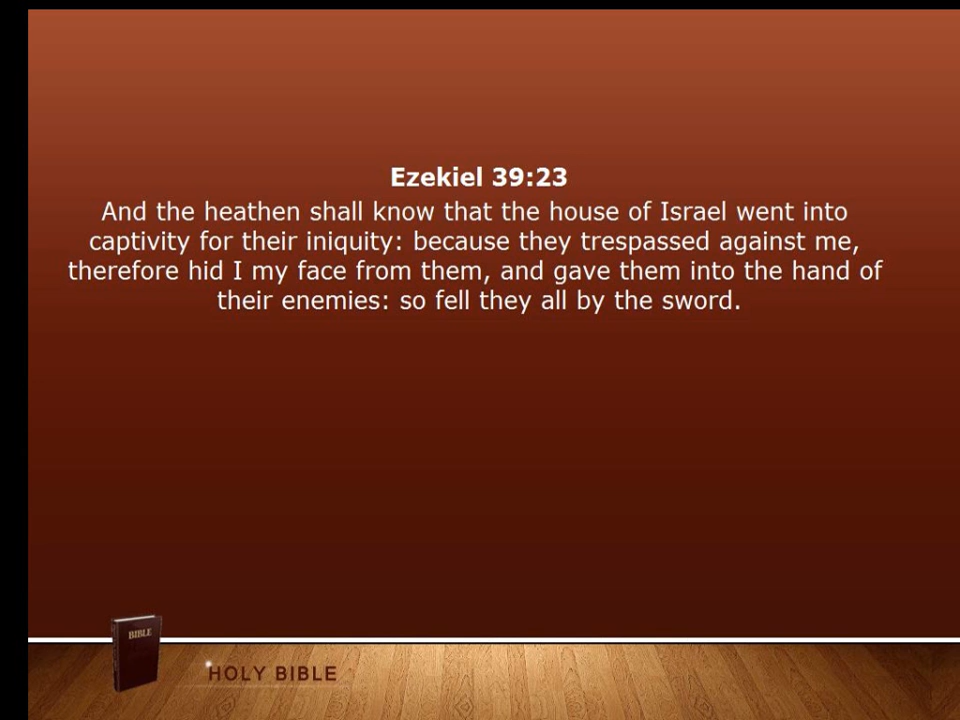 Ezekiel 39:23
And the heathen shall know that the house of Israel went into
captivity for their iniquity: because they trespassed against me,
therefore hid I my face from them, and gave them into the hand of
their enemies: so fell they all by the sword.
BIBLE
HOLY BIBLE